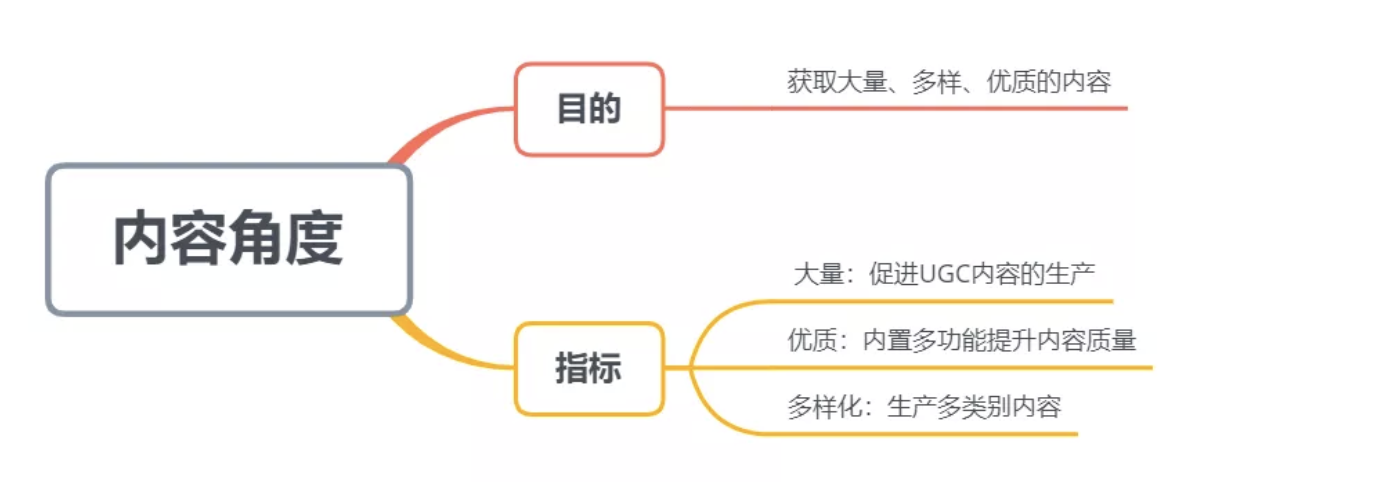 内容角度
目的
获取大量、多样、优质的内容
指标
大量：促进UGC内容的生产
优质：内置多功能提升内容质量
多样化：生产多类别内容